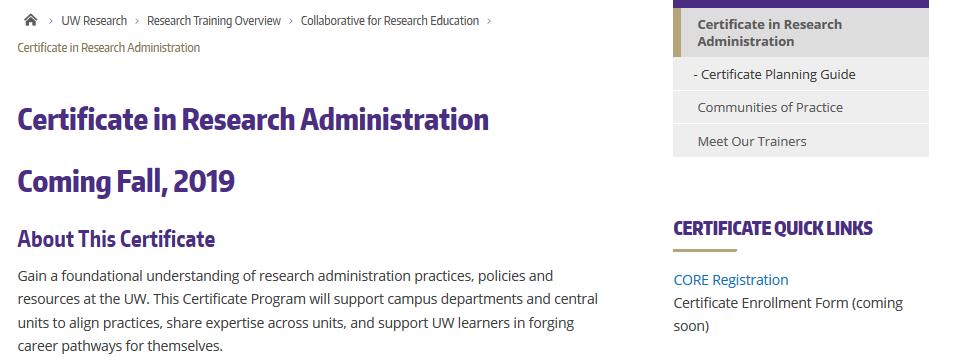 UW Research › Research Training Overview › Collaborative for Research Education ›
Certificate in Research Administration
Certificate in Research Administration
Coming Fall, 2019
About This Certificate
Gain a foundational understanding of research administration practices, policies and
resources at the UW. This Certificate Program will support campus departments and central
units to align practices, share expertise across units, and support UW learners in forging
career pathways for themselves.
Certificate in Research
Administration
- Certificate Planning Guide
Communities of Practice
Meet Our Trainers
CERTIFICATE QUICK LINKS
CORE Registration
Certificate Enrollment Form (coming
soon)